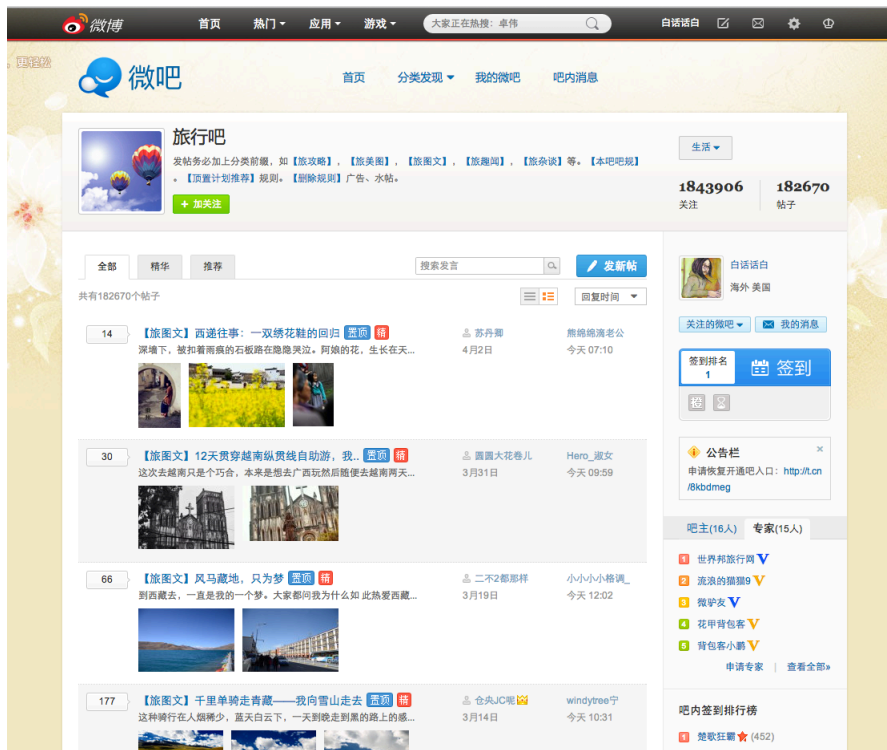 微博 首页 热门 应用 游戏 大家正在热搜：卓伟 白话话白
更轻松
微吧 首页 分类发现 我的微吧 吧内消息
旅行吧
发帖务必加上分类前缀，如【旅攻略】，【旅美图】，【旅图文】，【旅趣闻】，【旅杂谈】等。【本吧吧规】
。【顶置计划推荐】规则。【删除规则】广告、水帖。
+ 加关注
生活
1843906 182670
关注 帖子
全部 精华 推荐 搜索发言 发新帖
共有182670个帖子 回复时间
14 【旅图文】西递往事：一双绣花鞋的回归 置顶 精 苏丹卿 熊绵绵滴老公
深墙下，被扣着雨痕的石板路在隐隐哭泣。阿娘的花，生长在天... 4月2日 今天 07:10
30 【旅图文】12天贯穿越南纵贯线自助游，我.. 置顶 精 圆圆大花卷儿 Hero_淑女
这次去越南只是个巧合，本来是想去广西玩然后随便去越南两天... 3月31日 今天 09:59
66 【旅图文】风马藏地，只为梦 置顶 精 二不2都那样 小小小小格调_
到西藏去，一直是我的一个梦。大家都问我为什么如 此热爱西藏... 3月19日 今天 12:02
177 【旅图文】千里单骑走青藏——我向雪山走去 置顶 精 仓央JC呢 windytree宁
这种骑行在人烟稀少，蓝天白云下，一天到晚走到黑的路上的感... 3月14日 今天 10:31
白话话白
海外 美国
关注的微吧 我的消息
签到排名
1
签到
橙
公告栏 ×
申请恢复开通吧入口：http://t.cn
/8kbdmeg
吧主(16人) 专家(15人)
1 世界邦旅行网
2 流浪的猫猫9
3 微驴友
4 花甲背包客
5 背包客小鹏
申请专家 | 查看全部»
吧内签到排行榜
1 楚歌狂霸 (452)